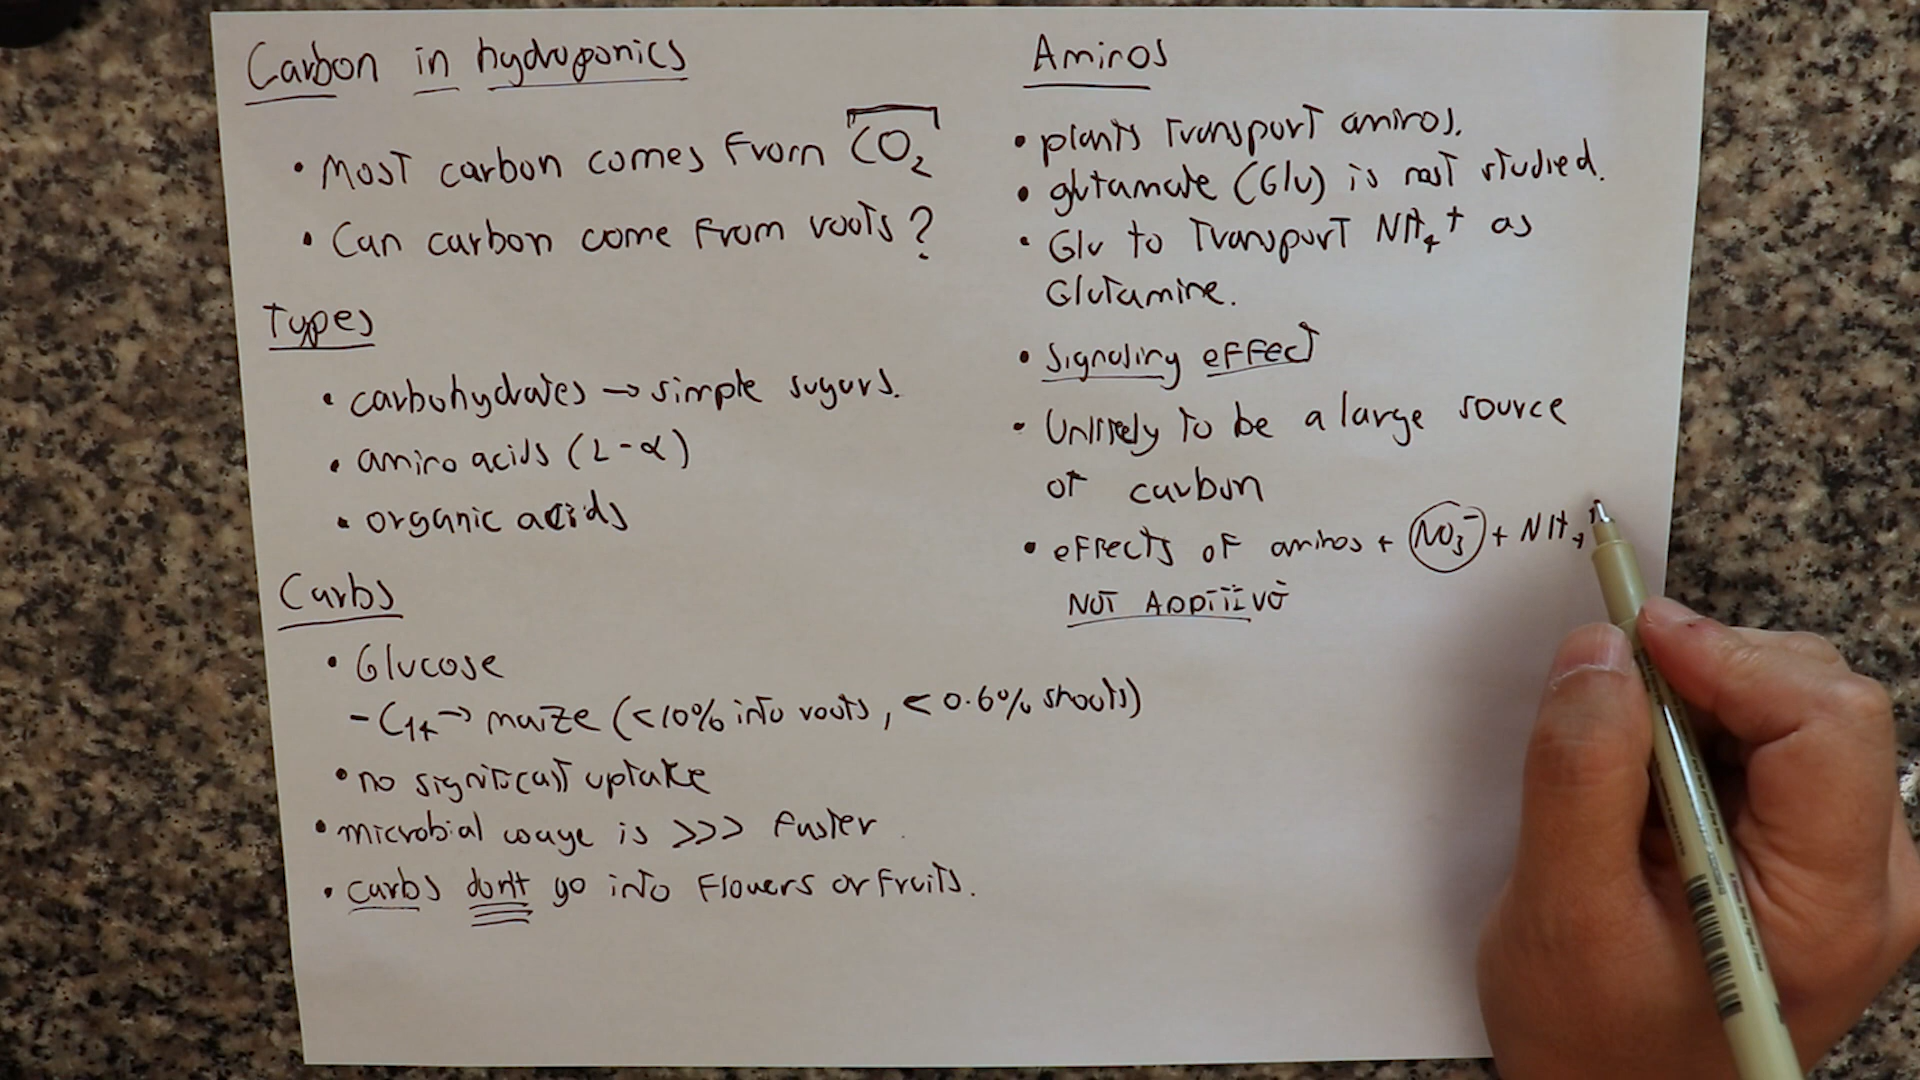 Carbon in hydroponics
• Most carbon comes from CO₂
• Can carbon come from roots?
Types
• carbohydrates → simple sugars.
• amino acids (L-α)
• organic acids
Carbs
• Glucose
- C14 → maize (<10% into roots, <0.6% shoots)
• no significant uptake
• microbial usage is >>> faster
• carbs don't go into flowers or fruits.
Aminos
• plants transport aminos.
• glutamate (Glu) is most studied.
• Glu to transport NH₄⁺ as
Glutamine.
• Signaling effect
• Unlikely to be a large source
of carbon
• effects of aminos + NO₃⁻ + NH₄⁺
NOT ADDITIVE